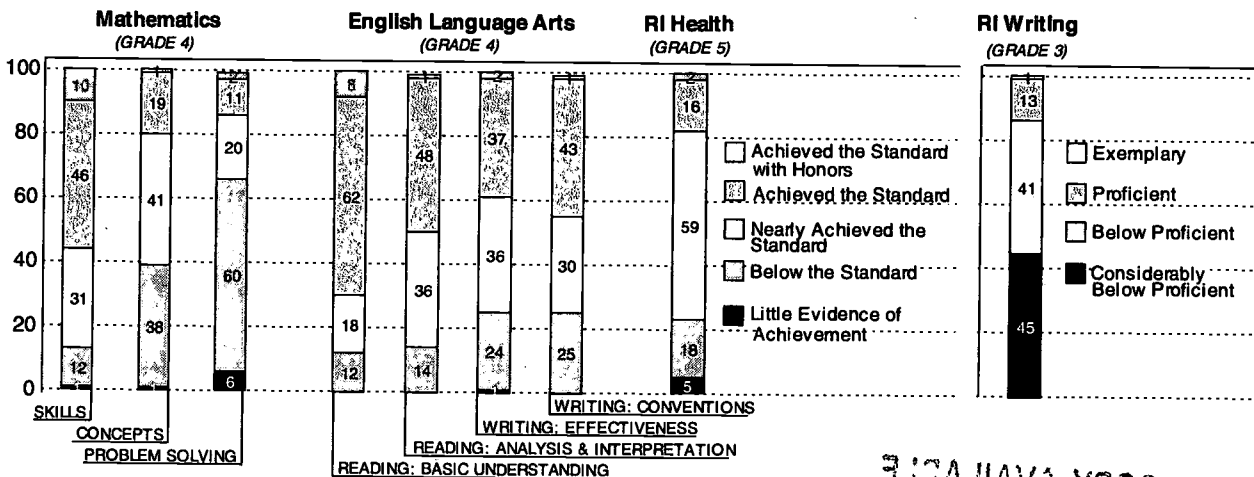 Mathematics
(GRADE 4)
English Language Arts
(GRADE 4)
RI Health
(GRADE 5)
RI Writing
(GRADE 3)
100
80
60
40
20
0
10
46
31
12
1
19
41
38
2
11
20
60
6
8
62
18
12
1
48
36
14
2
37
36
24
1
1
43
30
25
2
16
59
18
5
1
13
41
45
Achieved the Standard
with Honors
Achieved the Standard
Nearly Achieved the
Standard
Below the Standard
Little Evidence of
Achievement
Exemplary
Proficient
Below Proficient
Considerably
Below Proficient
SKILLS
CONCEPTS
PROBLEM SOLVING
READING: BASIC UNDERSTANDING
READING: ANALYSIS & INTERPRETATION
WRITING: EFFECTIVENESS
WRITING: CONVENTIONS